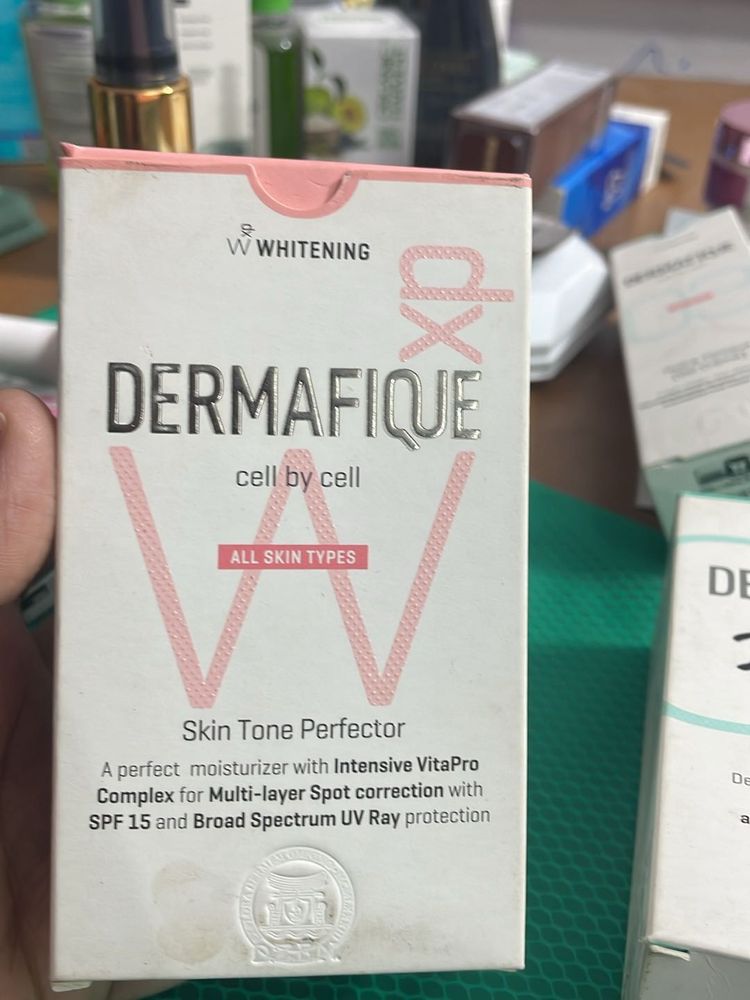 WHITENING
dx
DERMAFIQUE
cell by cell
W
ALL SKIN TYPES
Skin Tone Perfector
A perfect moisturizer with Intensive VitaPro
Complex for Multi-layer Spot correction with
SPF 15 and Broad Spectrum UV Ray protection
DE
De
a